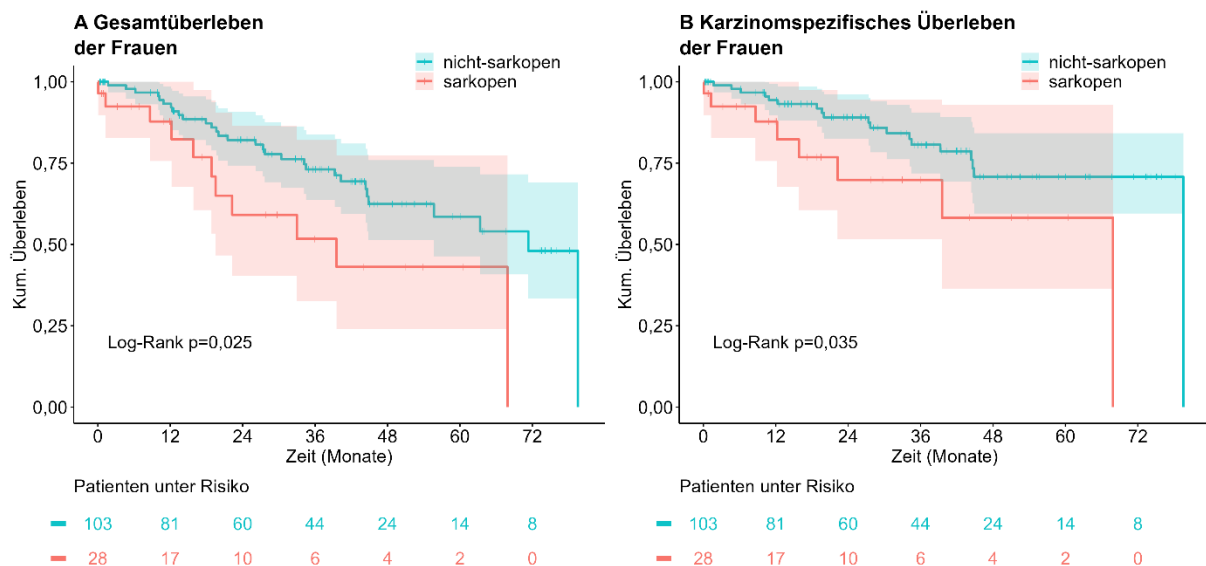 A Gesamtüberleben
der Frauen
nicht-sarkopen
sarkopen
Kum. Überleben
1,00
0,75
0,50
0,25
0,00
Log-Rank p=0,025
0 12 24 36 48 60 72
Zeit (Monate)
Patienten unter Risiko
103 81 60 44 24 14 8
28 17 10 6 4 2 0
B Karzinomspezifisches Überleben
der Frauen
nicht-sarkopen
sarkopen
Kum. Überleben
1,00
0,75
0,50
0,25
0,00
Log-Rank p=0,035
0 12 24 36 48 60 72
Zeit (Monate)
Patienten unter Risiko
103 81 60 44 24 14 8
28 17 10 6 4 2 0